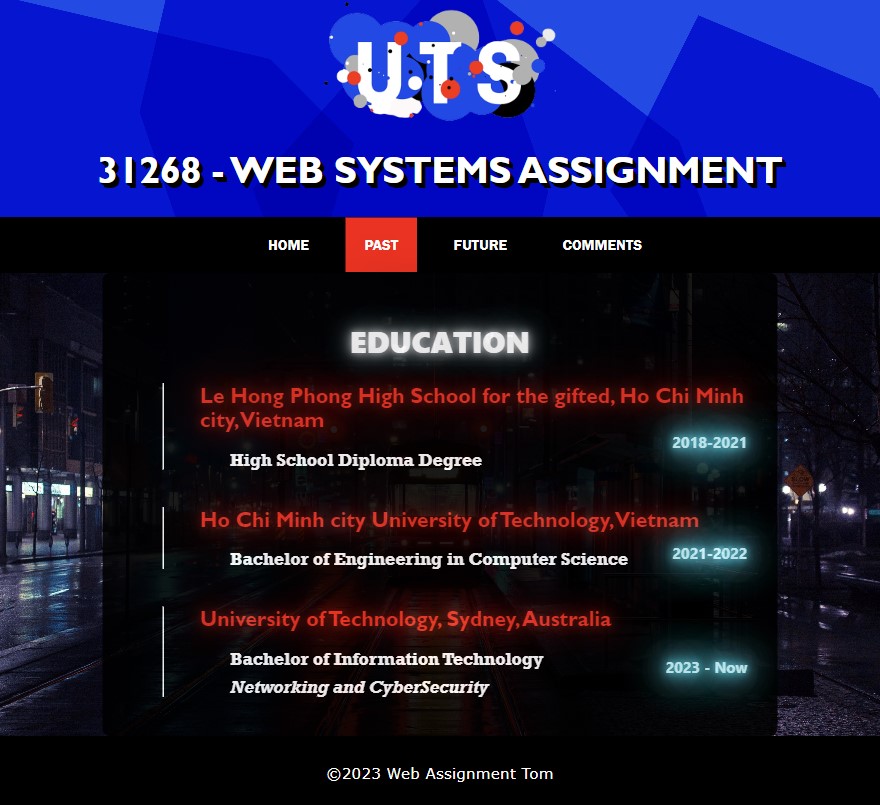 UTS
31268 - WEB SYSTEMS ASSIGNMENT
HOME PAST FUTURE COMMENTS
EDUCATION
Le Hong Phong High School for the gifted, Ho Chi Minh
city,Vietnam
2018-2021
High School Diploma Degree
Ho Chi Minh city University of Technology,Vietnam
Bachelor of Engineering in Computer Science
2021-2022
University of Technology, Sydney, Australia
Bachelor of Information Technology
2023 - Now
Networking and CyberSecurity
©2023 Web Assignment Tom